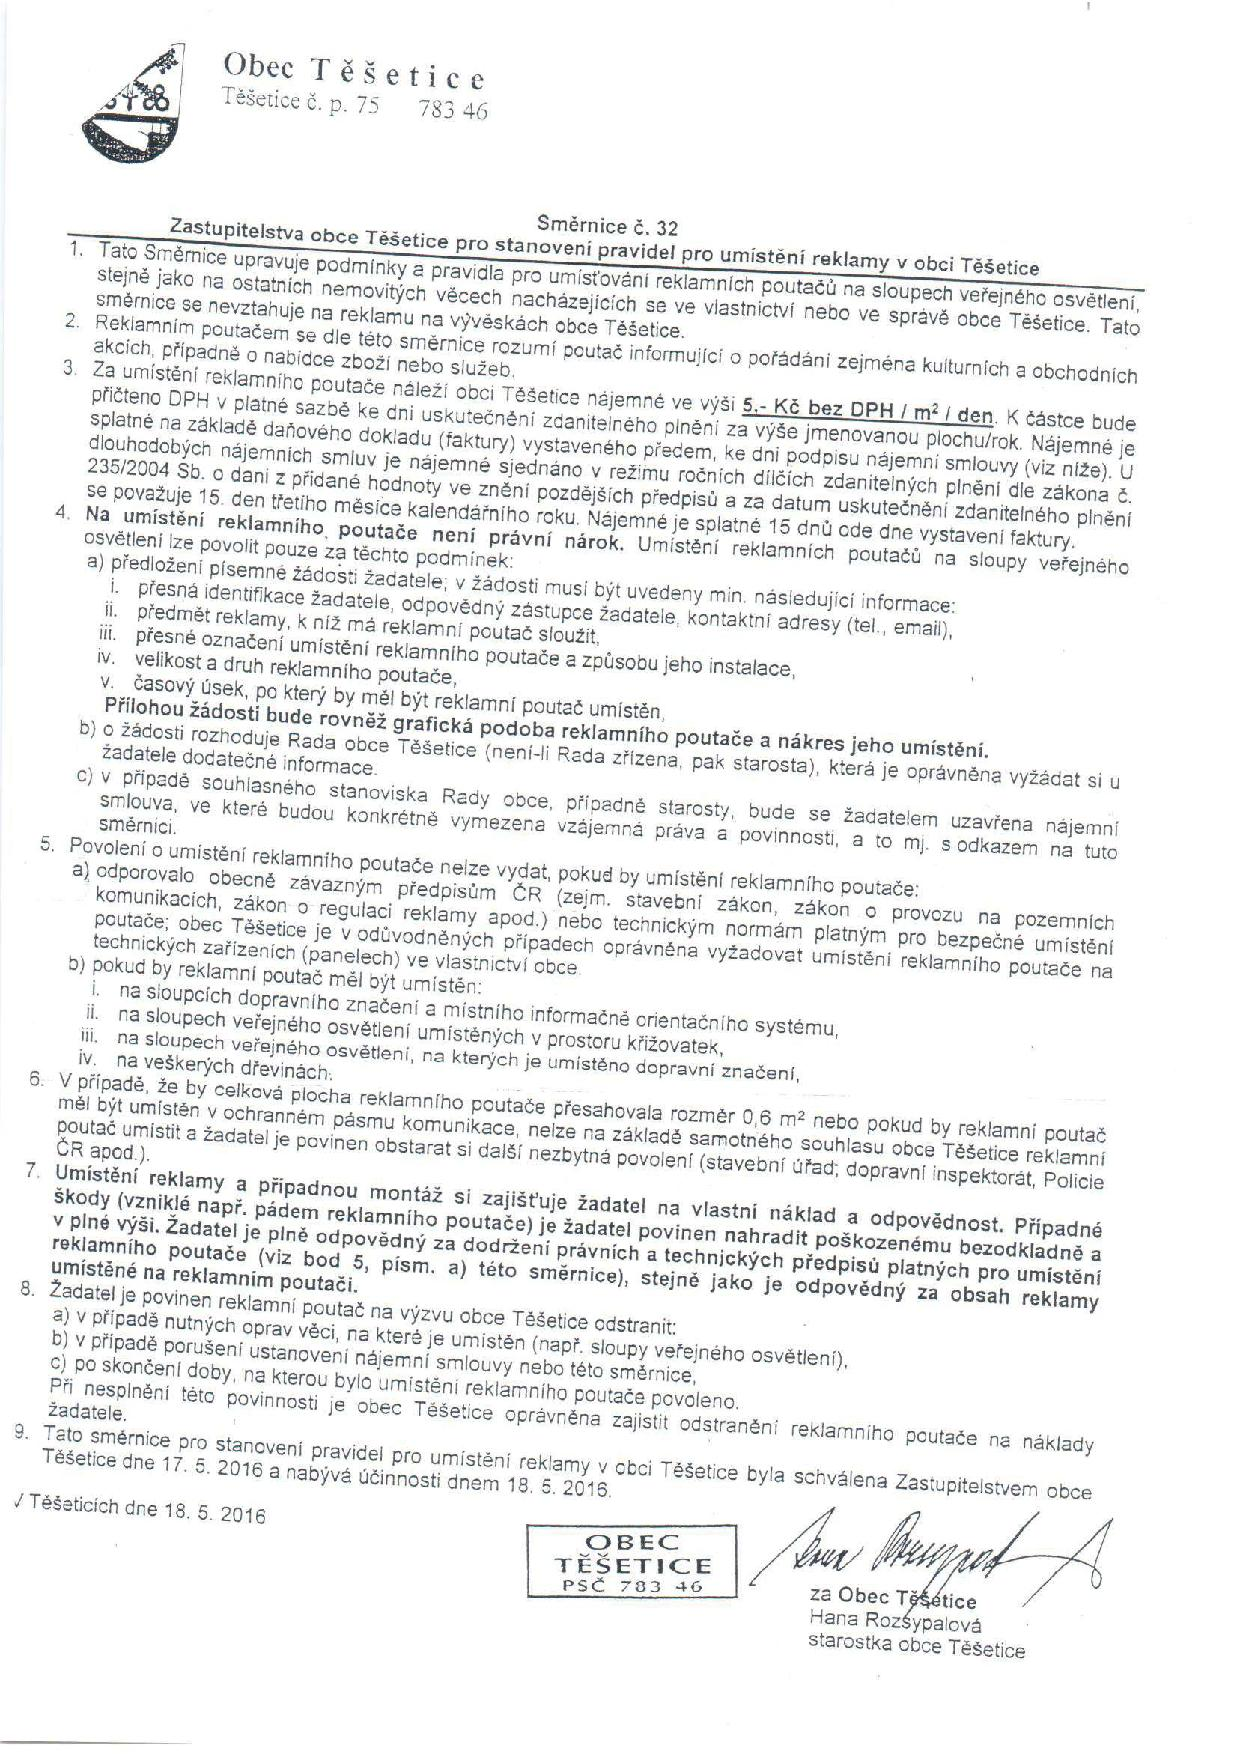 Obec Těšetice
Těšetice č. p. 75 783 46
Směrnice č. 32
Zastupitelstva obce Těšetice pro stanovení pravidel pro umístění reklamy v obci Těšetice
1. Tato Směrnice upravuje podmínky a pravidla pro umísťování reklamních poutačů na sloupech veřejného osvětlení,
stejně jako na ostatních nemovitých věcech nacházejících se ve vlastnictví nebo ve správě obce Těšetice. Tato
směrnice se nevztahuje na reklamu na vývěskách obce Těšetice.
2. Reklamním poutačem se dle této směrnice rozumí poutač informující o pořádání zejména kulturních a obchodních
akcích, případně o nabídce zboží nebo služeb.
3. Za umístění reklamního poutače náleží obci Těšetice nájemné ve výši 5,- Kč bez DPH / m² / den. K částce bude
přičteno DPH v platné sazbě ke dni uskutečnění zdanitelného plnění za výše jmenovanou plochu/rok. Nájemné je
splatné na základě daňového dokladu (faktury) vystaveného předem, ke dni podpisu nájemní smlouvy (viz níže). U
dlouhodobých nájemních smluv je nájemné sjednáno v režimu ročních dílčích zdanitelných plnění dle zákona č.
235/2004 Sb. o dani z přidané hodnoty ve znění pozdějších předpisů a za datum uskutečnění zdanitelného plnění
se považuje 15. den třetího měsíce kalendářního roku. Nájemné je splatné 15 dnů ode dne vystavení faktury.
4. Na umístění reklamního poutače není právní nárok. Umístění reklamních poutačů na sloupy veřejného
osvětlení lze povolit pouze za těchto podmínek:
a) předložení písemné žádosti žadatele; v žádosti musí být uvedeny min. následující informace:
i. přesná identifikace žadatele, odpovědný zástupce žadatele, kontaktní adresy (tel., email),
ii. předmět reklamy, k níž má reklamní poutač sloužit,
iii. přesné označení umístění reklamního poutače a způsobu jeho instalace,
iv. velikost a druh reklamního poutače,
v. časový úsek, po který by měl být reklamní poutač umístěn,
Přílohou žádosti bude rovněž grafická podoba reklamního poutače a nákres jeho umístění.
b) o žádosti rozhoduje Rada obce Těšetice (není-li Rada zřízena, pak starosta), která je oprávněna vyžádat si u
žadatele dodatečné informace.
c) v případě souhlasného stanoviska Rady obce, případně starosty, bude se žadatelem uzavřena nájemní
smlouva, ve které budou konkrétně vymezena vzájemná práva a povinnosti, a to mj. s odkazem na tuto
směrnici.
5. Povolení o umístění reklamního poutače nelze vydat, pokud by umístění reklamního poutače:
a) odporovalo obecně závazným předpisům ČR (zejm. stavební zákon, zákon o provozu na pozemních
komunikacích, zákon o regulaci reklamy apod.) nebo technickým normám platným pro bezpečné umístění
poutače; obec Těšetice je v odůvodněných případech oprávněna vyžadovat umístění reklamního poutače na
technických zařízeních (panelech) ve vlastnictví obce.
b) pokud by reklamní poutač měl být umístěn:
i. na sloupcích dopravního značení a místního informačně orientačního systému,
ii. na sloupech veřejného osvětlení umístěných v prostoru křižovatek,
iii. na sloupech veřejného osvětlení, na kterých je umístěno dopravní značení,
iv. na veškerých dřevinách.
6. V případě, že by celková plocha reklamního poutače přesahovala rozměr 0,6 m² nebo pokud by reklamní poutač
měl být umístěn v ochranném pásmu komunikace, nelze na základě samotného souhlasu obce Těšetice reklamní
poutač umístit a žadatel je povinen obstarat si další nezbytná povolení (stavební úřad; dopravní inspektorát, Policie
ČR apod.).
7. Umístění reklamy a případnou montáž si zajišťuje žadatel na vlastní náklad a odpovědnost. Případné
škody (vzniklé např. pádem reklamního poutače) je žadatel povinen nahradit poškozenému bezodkladně a
v plné výši. Žadatel je plně odpovědný za dodržení právních a technických předpisů platných pro umístění
reklamního poutače (viz bod 5, písm. a) této směrnice), stejně jako je odpovědný za obsah reklamy
umístěné na reklamním poutači.
8. Žadatel je povinen reklamní poutač na výzvu obce Těšetice odstranit:
a) v případě nutných oprav věci, na které je umístěn (např. sloupy veřejného osvětlení),
b) v případě porušení ustanovení nájemní smlouvy nebo této směrnice,
c) po skončení doby, na kterou bylo umístění reklamního poutače povoleno.
Při nesplnění této povinnosti je obec Těšetice oprávněna zajistit odstranění reklamního poutače na náklady
žadatele.
9. Tato směrnice pro stanovení pravidel pro umístění reklamy v obci Těšetice byla schválena Zastupitelstvem obce
Těšetice dne 17. 5. 2016 a nabývá účinnosti dnem 18. 5. 2016.
V Těšeticích dne 18. 5. 2016
OBEC
TĚŠETICE
PSČ 783 46
za Obec Těšetice
Hana Rozsypalová
starostka obce Těšetice